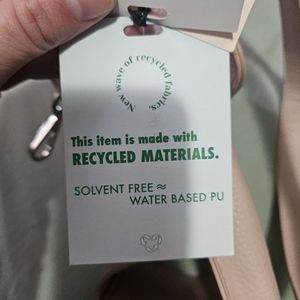 New wave of recycled fabrics.
This item is made with
RECYCLED MATERIALS.
SOLVENT FREE ≈
WATER BASED PU